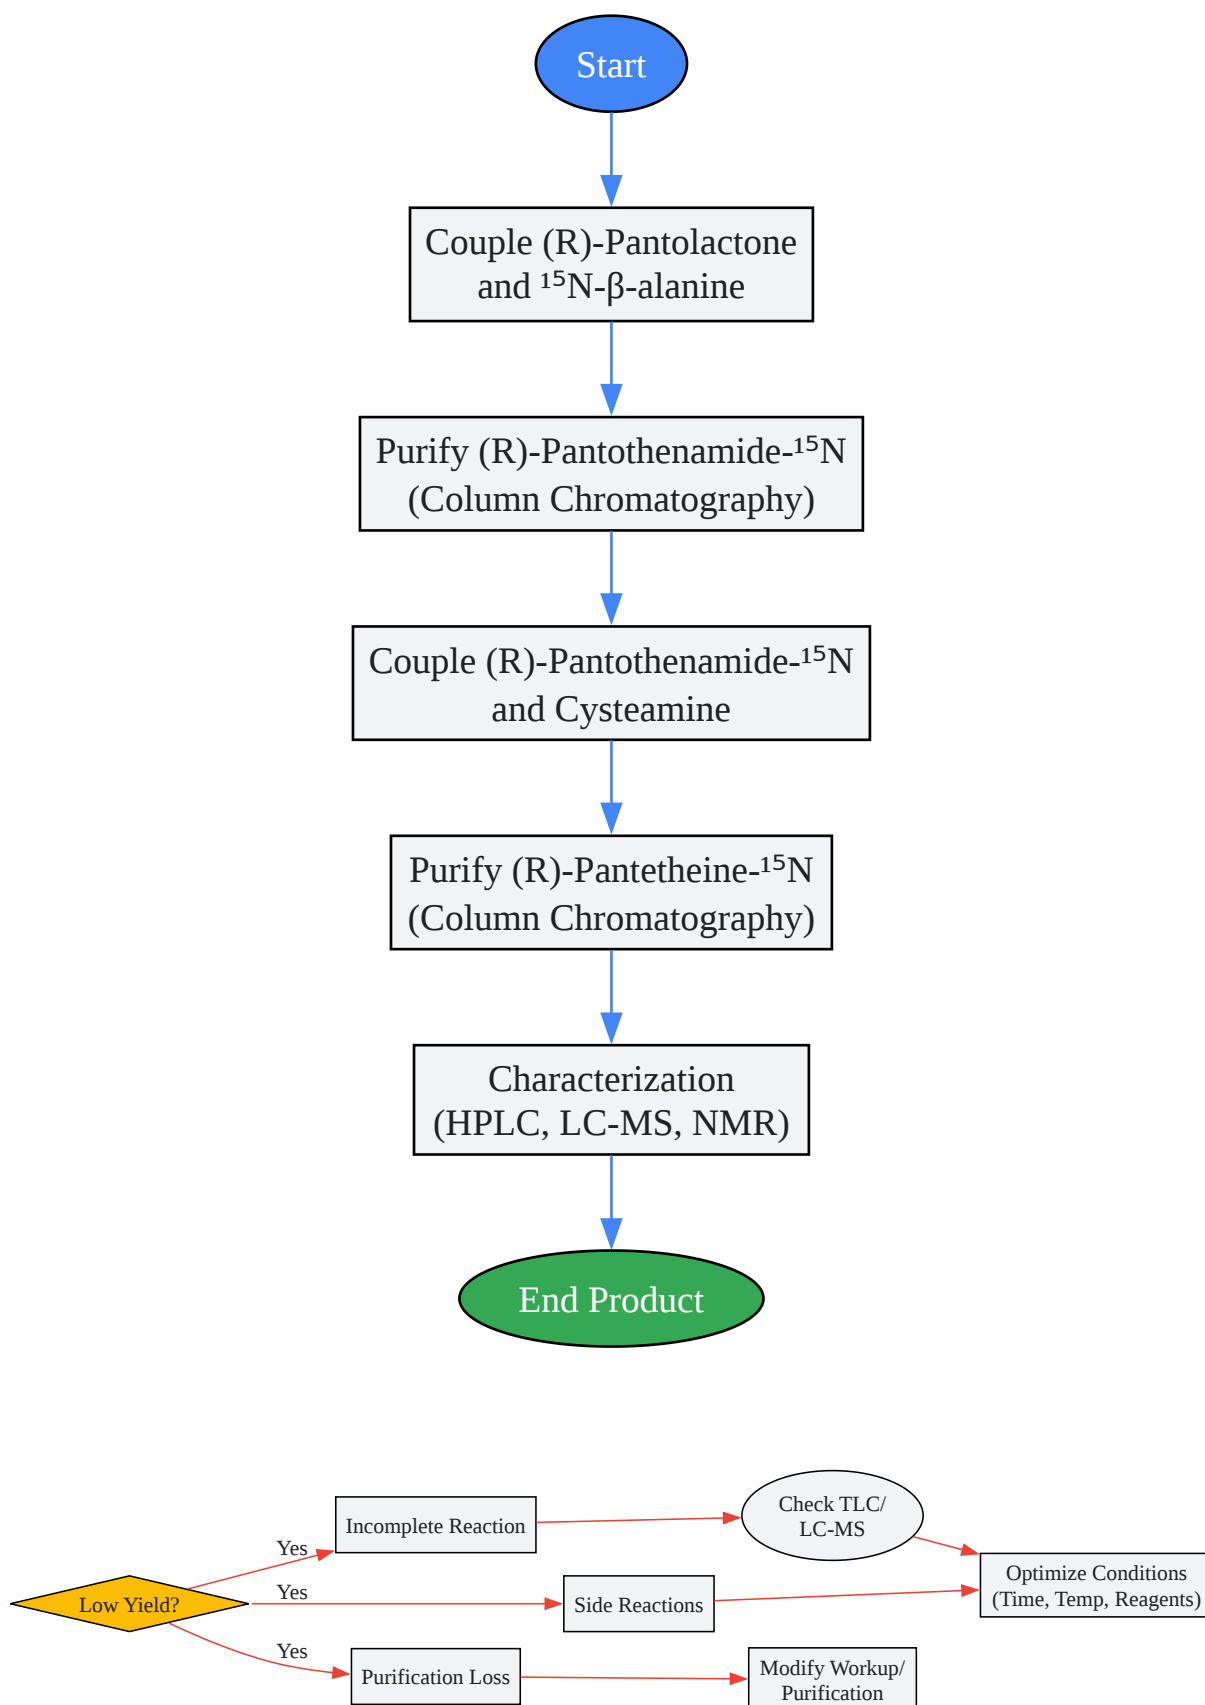 Start
Couple (R)-Pantolactone
and ¹⁵N-β-alanine
Purify (R)-Pantothenamide-¹⁵N
(Column Chromatography)
Couple (R)-Pantothenamide-¹⁵N
and Cysteamine
Purify (R)-Pantetheine-¹⁵N
(Column Chromatography)
Characterization
(HPLC, LC-MS, NMR)
End Product
Low Yield?
Yes
Incomplete Reaction
Check TLC/
LC-MS
Optimize Conditions
(Time, Temp, Reagents)
Yes
Side Reactions
Yes
Purification Loss
Modify Workup/
Purification